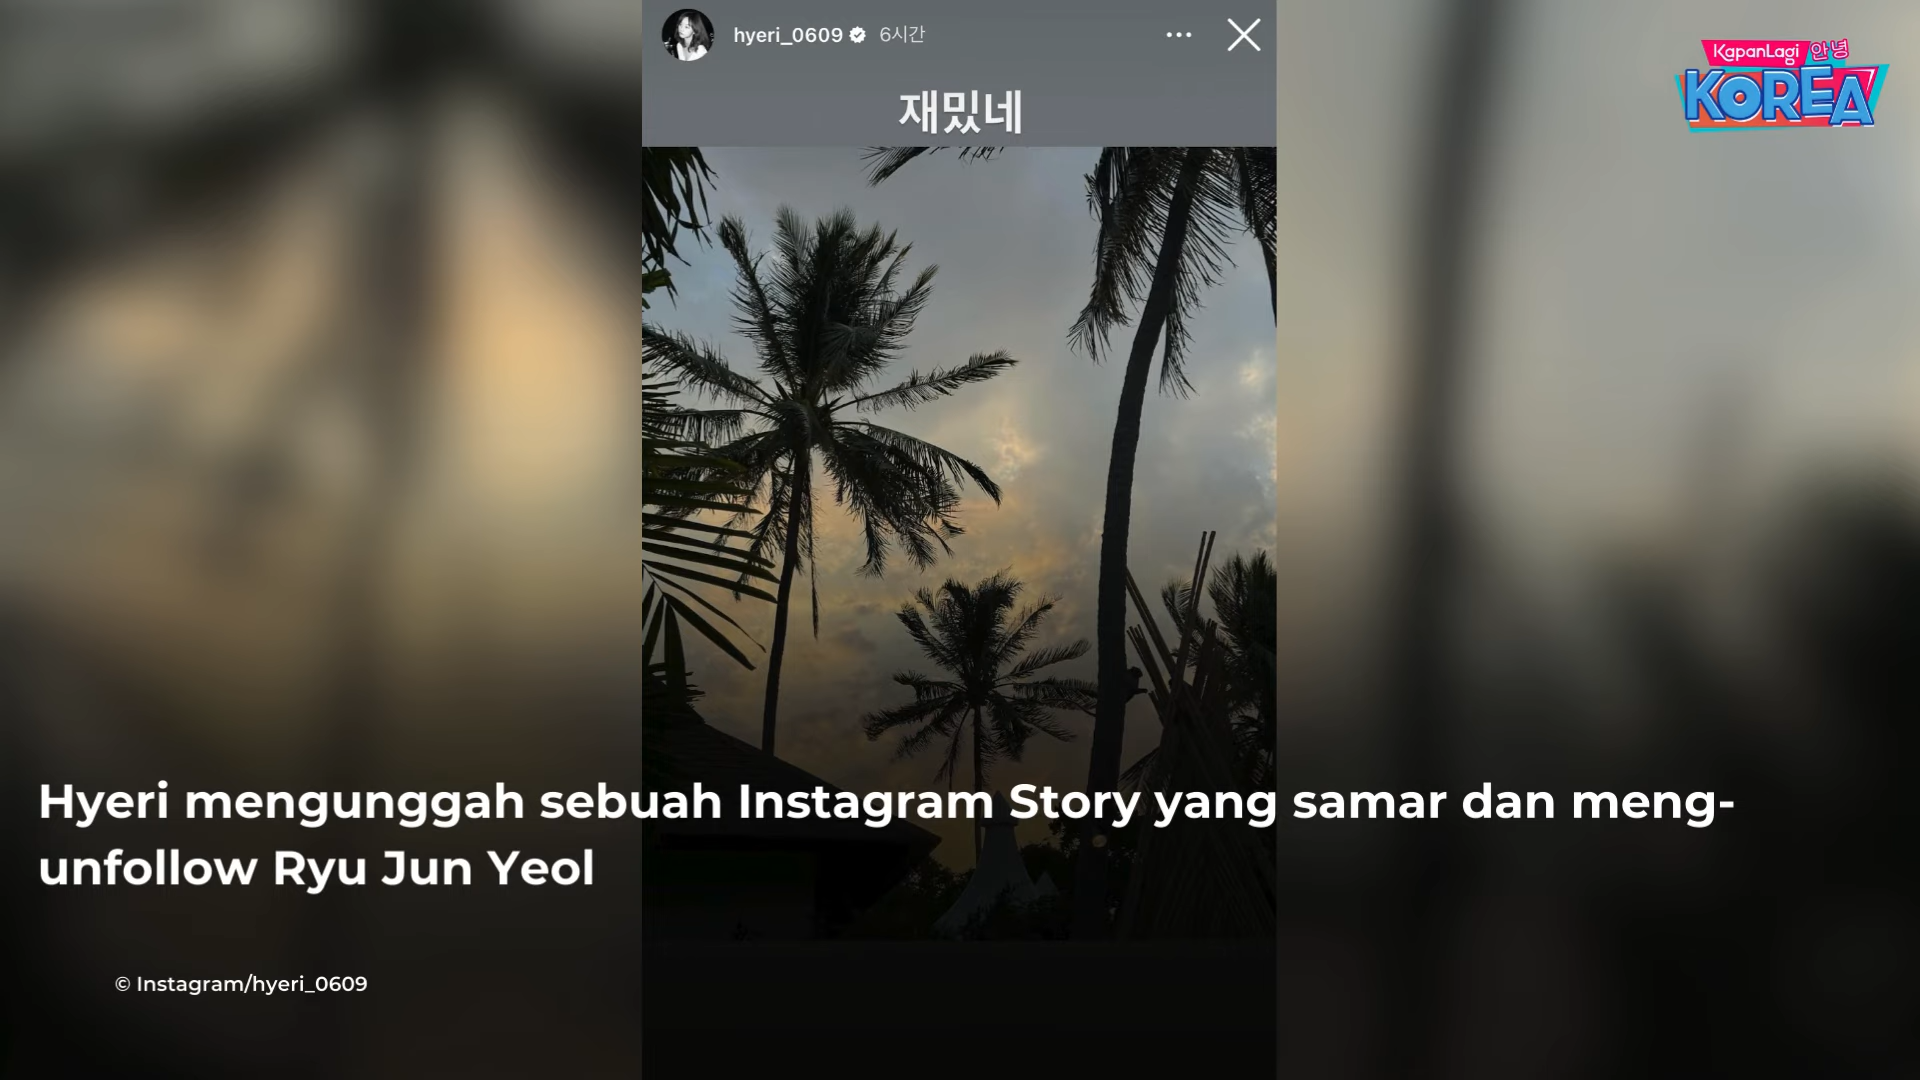 hyeri_0609 6시간
KapanLagi 안녕
KOREA
재밌네
Hyeri mengunggah sebuah Instagram Story yang samar dan meng-
unfollow Ryu Jun Yeol
© Instagram/hyeri_0609